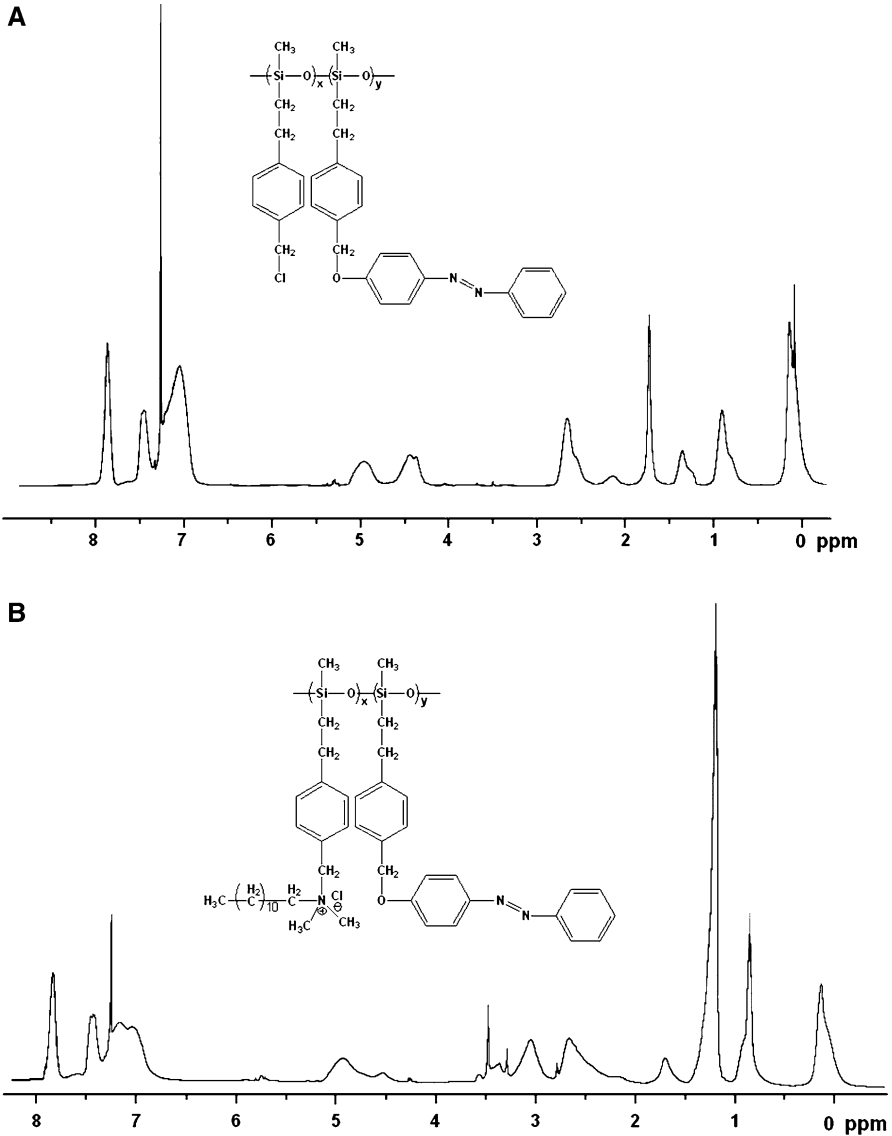 A
CH3 CH3
Si O x Si O y
CH2 CH2
CH2 CH2
CH2 CH2
Cl O N N
8 7 6 5 4 3 2 1 0 ppm
B
CH3 CH3
Si O x Si O y
CH2 CH2
CH2 CH2
CH2 CH2
H3C (C H2)10 C H2 N ⊕ Cl ⊖ O N N
H3C CH3
8 7 6 5 4 3 2 1 0 ppm